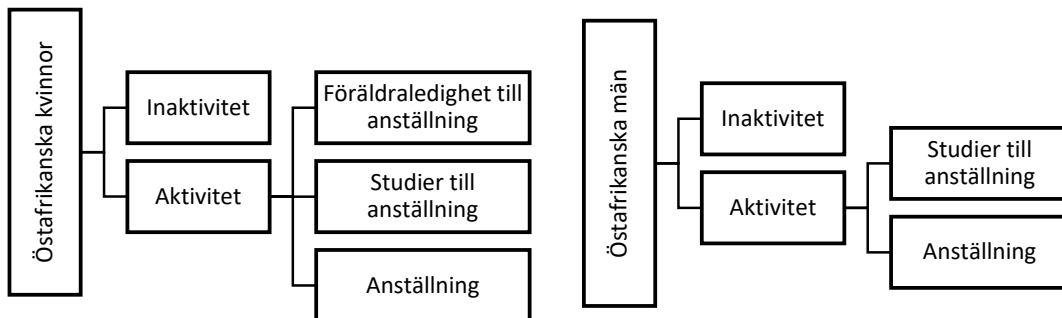 Östafrikanska kvinnor
Inaktivitet
Aktivitet
Föräldraledighet till
anställning
Studier till
anställning
Anställning
Östafrikanska män
Inaktivitet
Aktivitet
Studier till
anställning
Anställning